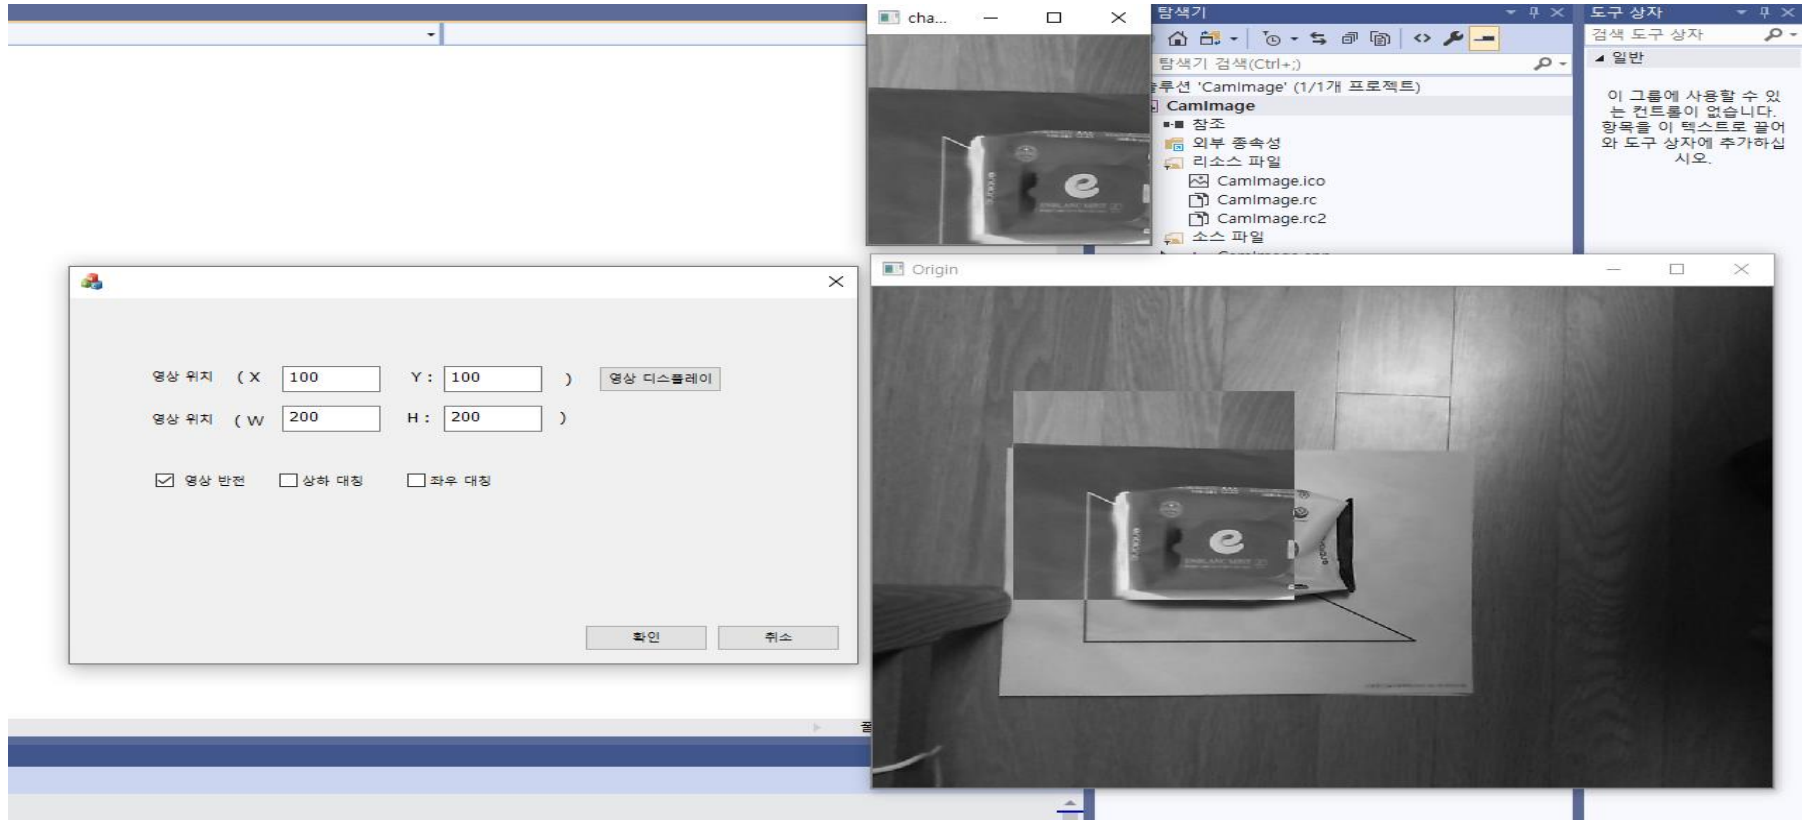 cha...
탐색기
도구 상자
탐색기 검색(Ctrl+;)
검색 도구 상자
솔루션 'CamImage' (1/1개 프로젝트)
CamImage
참조
외부 종속성
리소스 파일
CamImage.ico
CamImage.rc
CamImage.rc2
소스 파일
일반
이 그룹에 사용할 수 있
는 컨트롤이 없습니다.
항목을 이 텍스트로 끌어
와 도구 상자에 추가하십
시오.
Origin
영상 위치 ( X 100 Y : 100 ) 영상 디스플레이
영상 위치 ( W 200 H : 200 )
영상 반전 상하 대칭 좌우 대칭
확인 취소
e